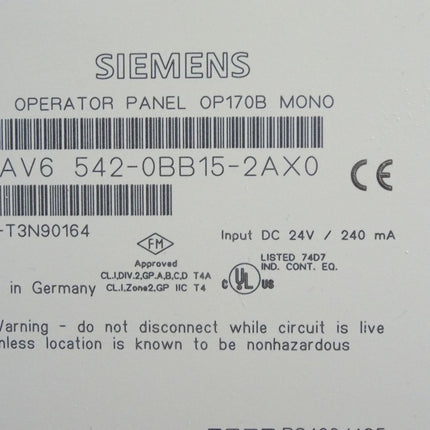 SIEMENS
OPERATOR PANEL OP170B MONO
AV6 542-0BB15-2AX0
CE
-T3N90164
FM
Input DC 24V / 240 mA
Approved
CL.I,DIV.2,GP.A,B,C,D T4A
CL.I,Zone2,GP IIC T4
C UL US
LISTED 74D7
IND. CONT. EQ.
in Germany
Warning - do not disconnect while circuit is live
nless location is known to be nonhazardous